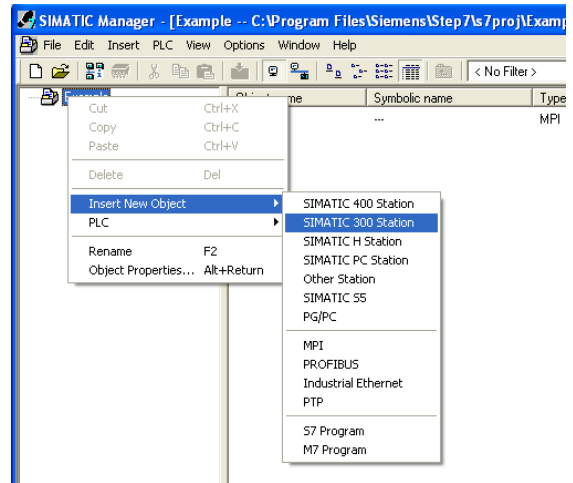 SIMATIC Manager - [Example -- C:\Program Files\Siemens\Step7\s7proj\Examp
File Edit Insert PLC View Options Window Help
< No Filter >
Symbolic name Type
--- MPI
Cut Ctrl+X
Copy Ctrl+C
Paste Ctrl+V
Delete Del
Insert New Object
PLC
Rename F2
Object Properties... Alt+Return
SIMATIC 400 Station
SIMATIC 300 Station
SIMATIC H Station
SIMATIC PC Station
Other Station
SIMATIC S5
PG/PC
MPI
PROFIBUS
Industrial Ethernet
PTP
S7 Program
M7 Program